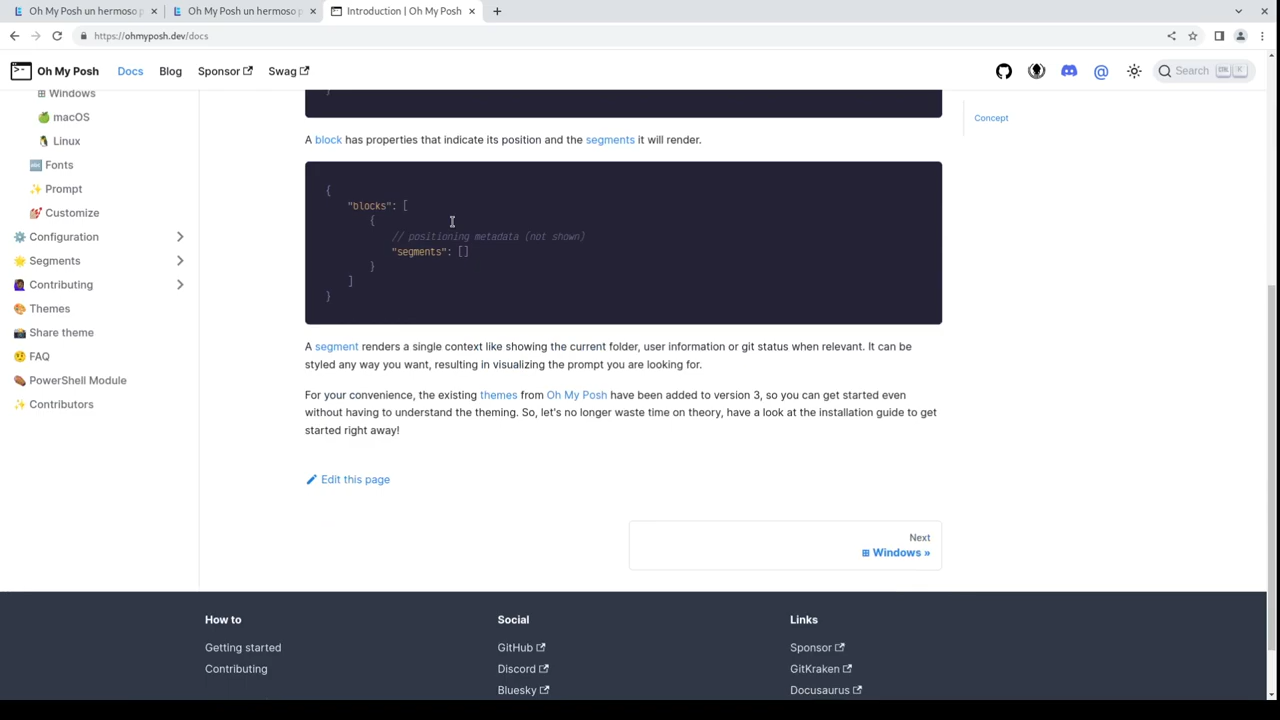 Oh My Posh un hermoso p
Oh My Posh un hermoso p
Introduction | Oh My Posh
https://ohmyposh.dev/docs
Oh My Posh
Docs
Blog
Sponsor
Swag
Search
Windows
macOS
Linux
Fonts
Prompt
Customize
Configuration
Segments
Contributing
Themes
Share theme
FAQ
PowerShell Module
Contributors
}
A block has properties that indicate its position and the segments it will render.
{
"blocks": [
{
// positioning metadata (not shown)
"segments": []
}
]
}
A segment renders a single context like showing the current folder, user information or git status when relevant. It can be
styled any way you want, resulting in visualizing the prompt you are looking for.
For your convenience, the existing themes from Oh My Posh have been added to version 3, so you can get started even
without having to understand the theming. So, let's no longer waste time on theory, have a look at the installation guide to get
started right away!
Edit this page
Next
Windows »
Concept
How to
Getting started
Contributing
Social
GitHub
Discord
Bluesky
Links
Sponsor
GitKraken
Docusaurus